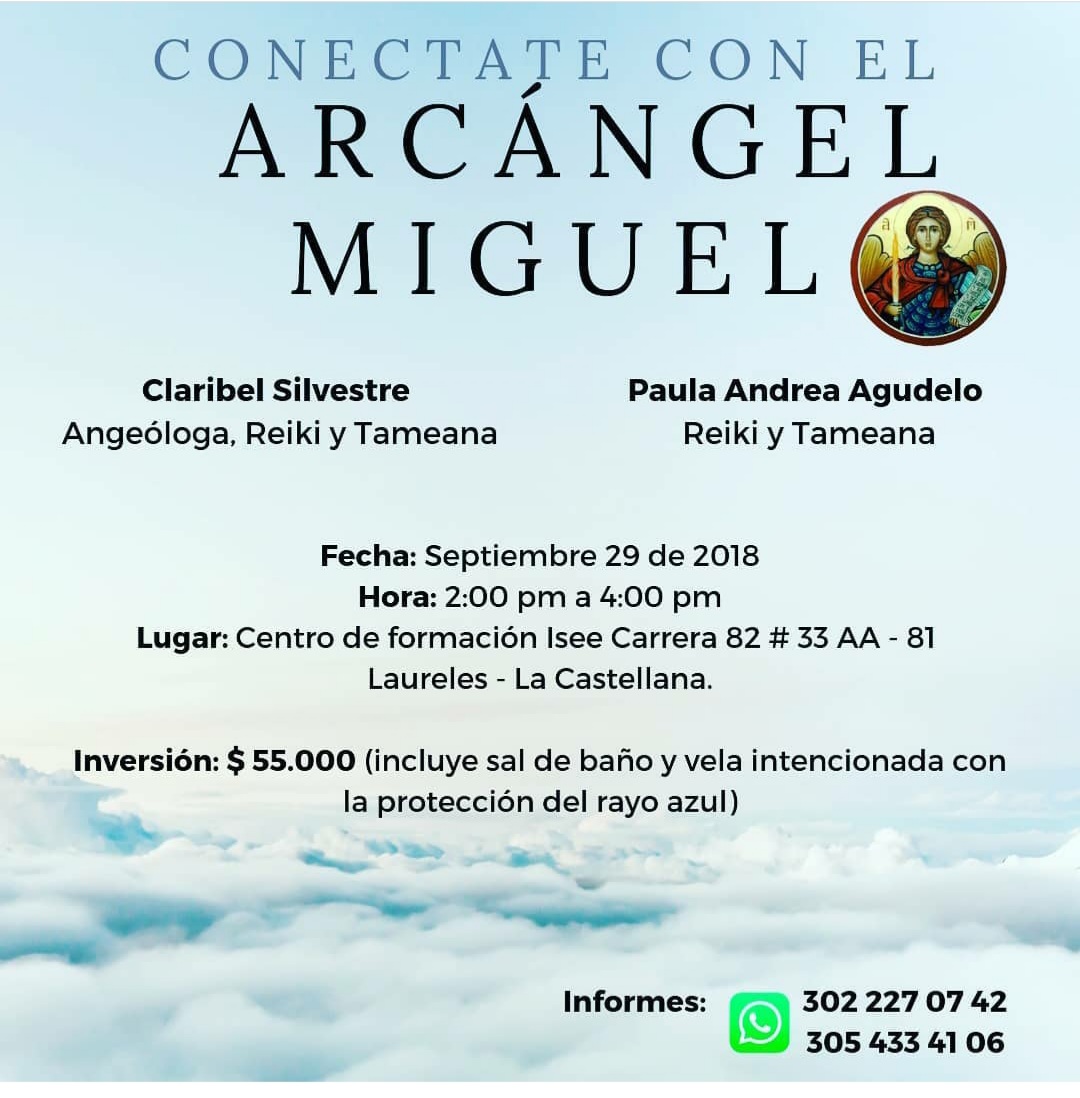 CONECTATE CON EL
ARCÁNGEL
MIGUEL
Claribel Silvestre
Angeóloga, Reiki y Tameana
Paula Andrea Agudelo
Reiki y Tameana
Fecha: Septiembre 29 de 2018
Hora: 2:00 pm a 4:00 pm
Lugar: Centro de formación Isee Carrera 82 # 33 AA - 81
Laureles - La Castellana.
Inversión: $ 55.000 (incluye sal de baño y vela intencionada con
la protección del rayo azul)
Informes:
302 227 07 42
305 433 41 06